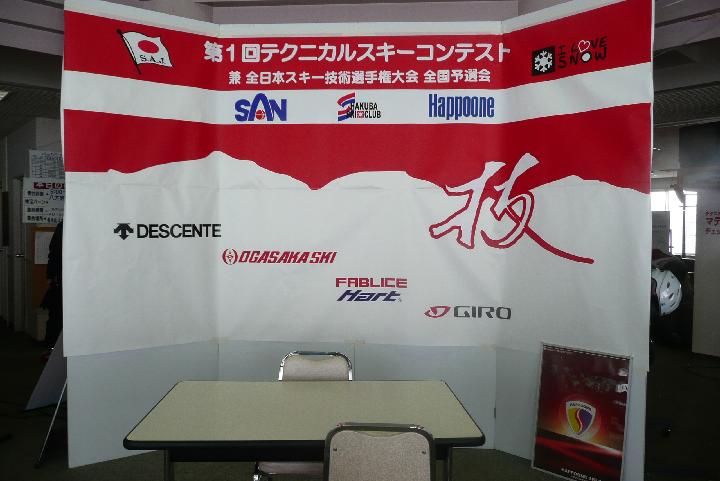 S.A.J.
第1回テクニカルスキーコンテスト
兼 全日本スキー技術選手権大会 全国予選会
I LOVE SNOW
SAN
HAKUBA SKI CLUB
Happoone
技
DESCENTE
OGASAKA SKI
FABLICE
Hart
GIRO